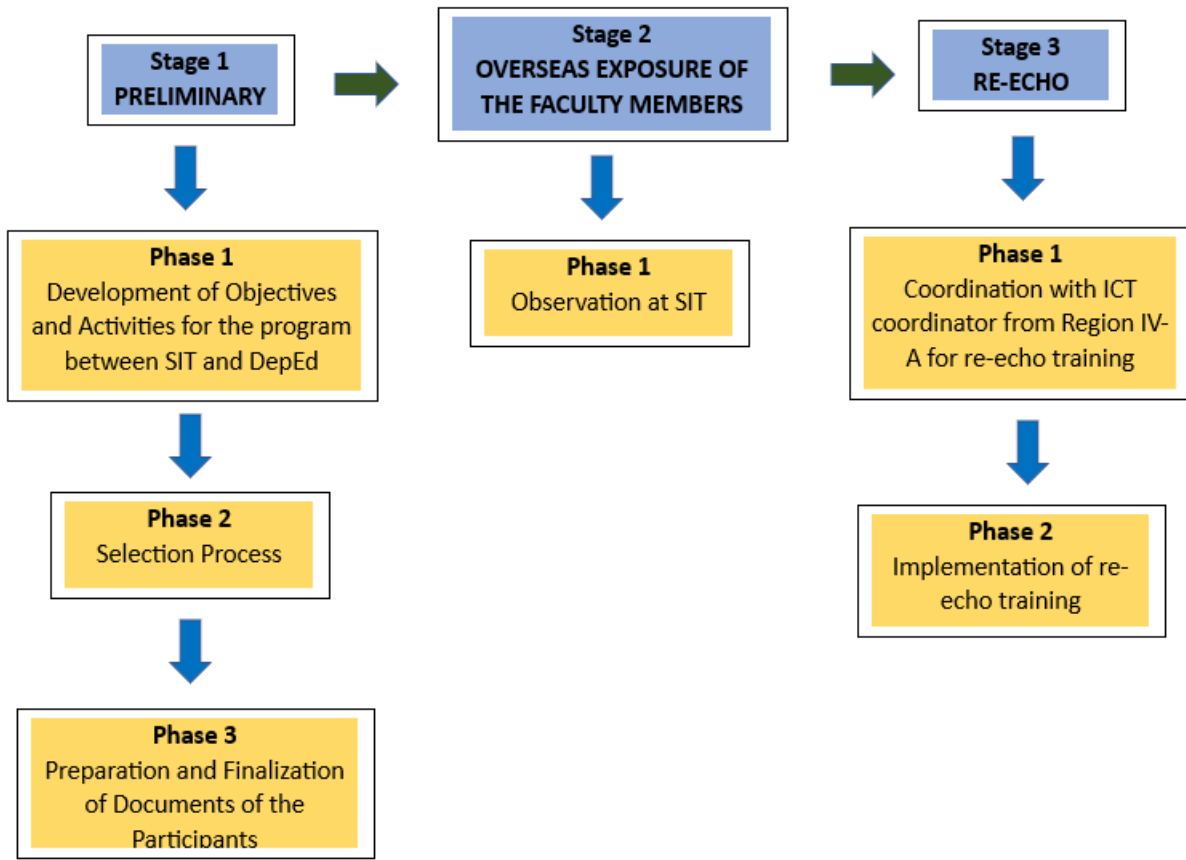 Stage 1
PRELIMINARY
Stage 2
OVERSEAS EXPOSURE OF
THE FACULTY MEMBERS
Stage 3
RE-ECHO
Phase 1
Development of Objectives
and Activities for the program
between SIT and DepEd
Phase 2
Selection Process
Phase 3
Preparation and Finalization
of Documents of the
Participants
Phase 1
Observation at SIT
Phase 1
Coordination with ICT
coordinator from Region IV-
A for re-echo training
Phase 2
Implementation of re-
echo training